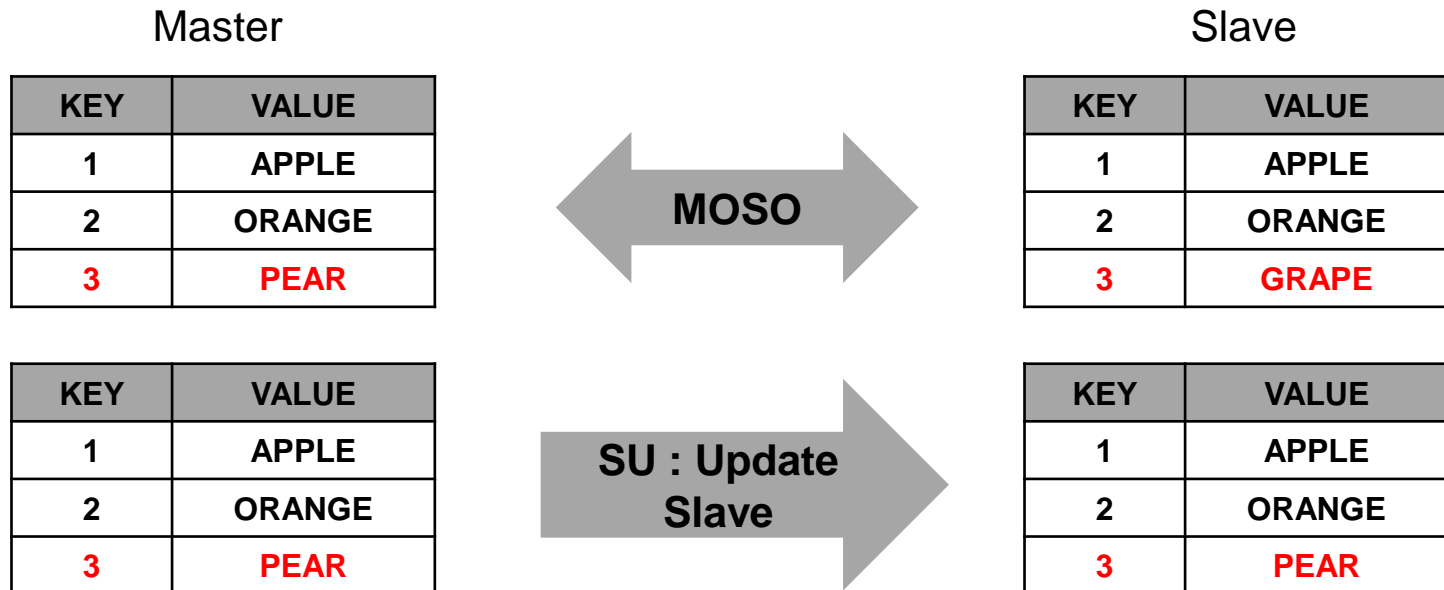 Master
Slave
KEY VALUE
1 APPLE
2 ORANGE
3 PEAR
MOSO
KEY VALUE
1 APPLE
2 ORANGE
3 GRAPE
KEY VALUE
1 APPLE
2 ORANGE
3 PEAR
SU : Update
Slave
KEY VALUE
1 APPLE
2 ORANGE
3 PEAR